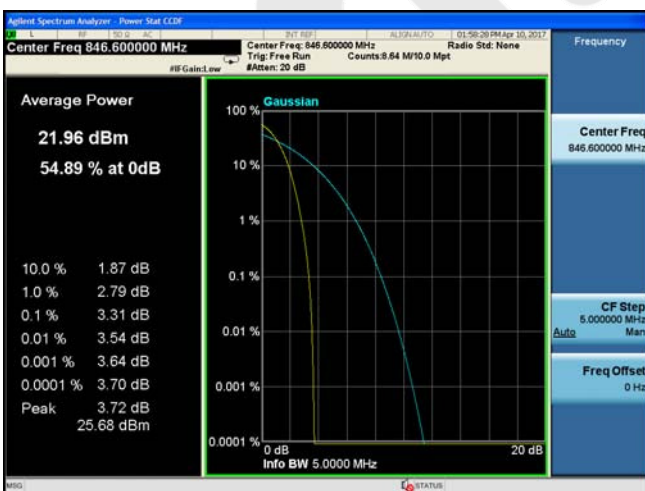 Agilent Spectrum Analyzer - Power Stat CCDF
L RF 50 Ω AC INT REF ALIGNAUTO 01:58:28 PM Apr 10, 2017
Center Freq 846.600000 MHz
Center Freq: 846.600000 MHz Radio Std: None
Trig: Free Run Counts:8.64 M/10.0 Mpt
#IFGain:Low #Atten: 20 dB
Frequency
Average Power
21.96 dBm
54.89 % at 0dB
10.0 % 1.87 dB
1.0 % 2.79 dB
0.1 % 3.31 dB
0.01 % 3.54 dB
0.001 % 3.64 dB
0.0001 % 3.70 dB
Peak 3.72 dB
25.68 dBm
Gaussian
100 %
10 %
1 %
0.1 %
0.01 %
0.001 %
0.0001 %
0 dB 20 dB
Info BW 5.0000 MHz
Center Freq
846.600000 MHz
CF Step
5.000000 MHz
Auto Man
Freq Offset
0 Hz
MSG STATUS